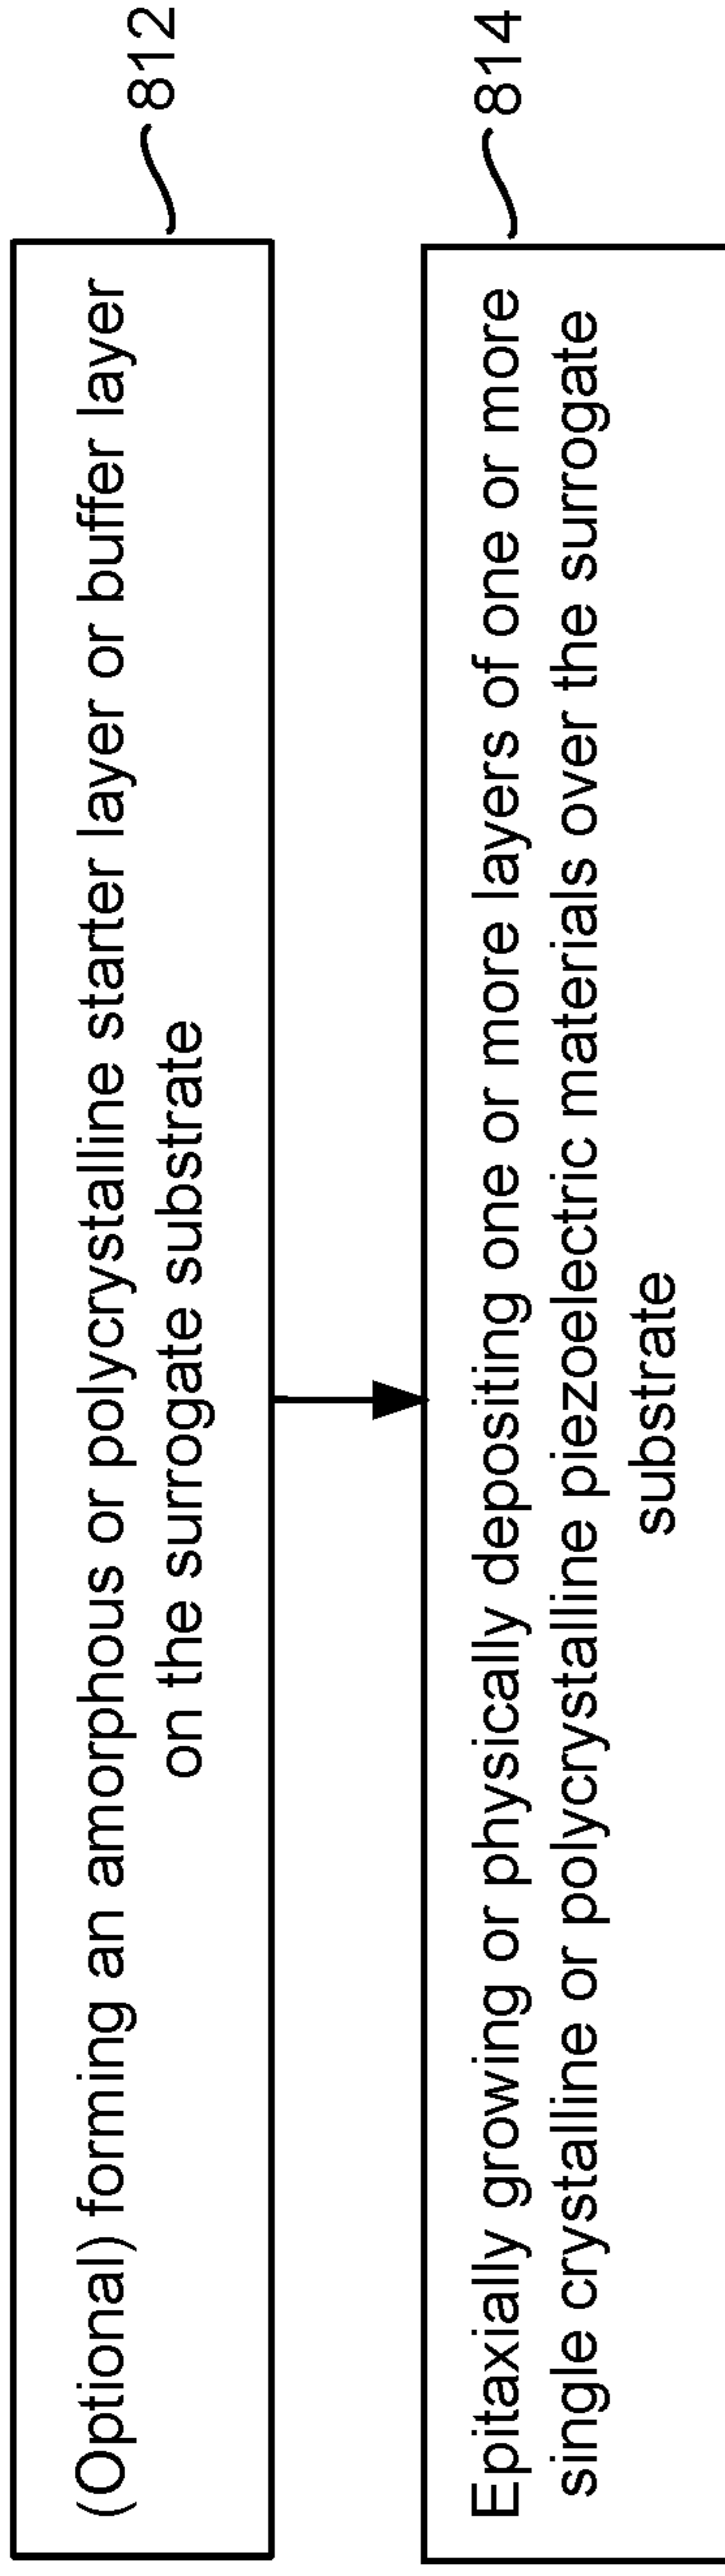 (Optional) forming an amorphous or polycrystalline starter layer or buffer layer
on the surrogate substrate
812
Epitaxially growing or physically depositing one or more layers of one or more
single crystalline or polycrystalline piezoelectric materials over the surrogate
substrate
814